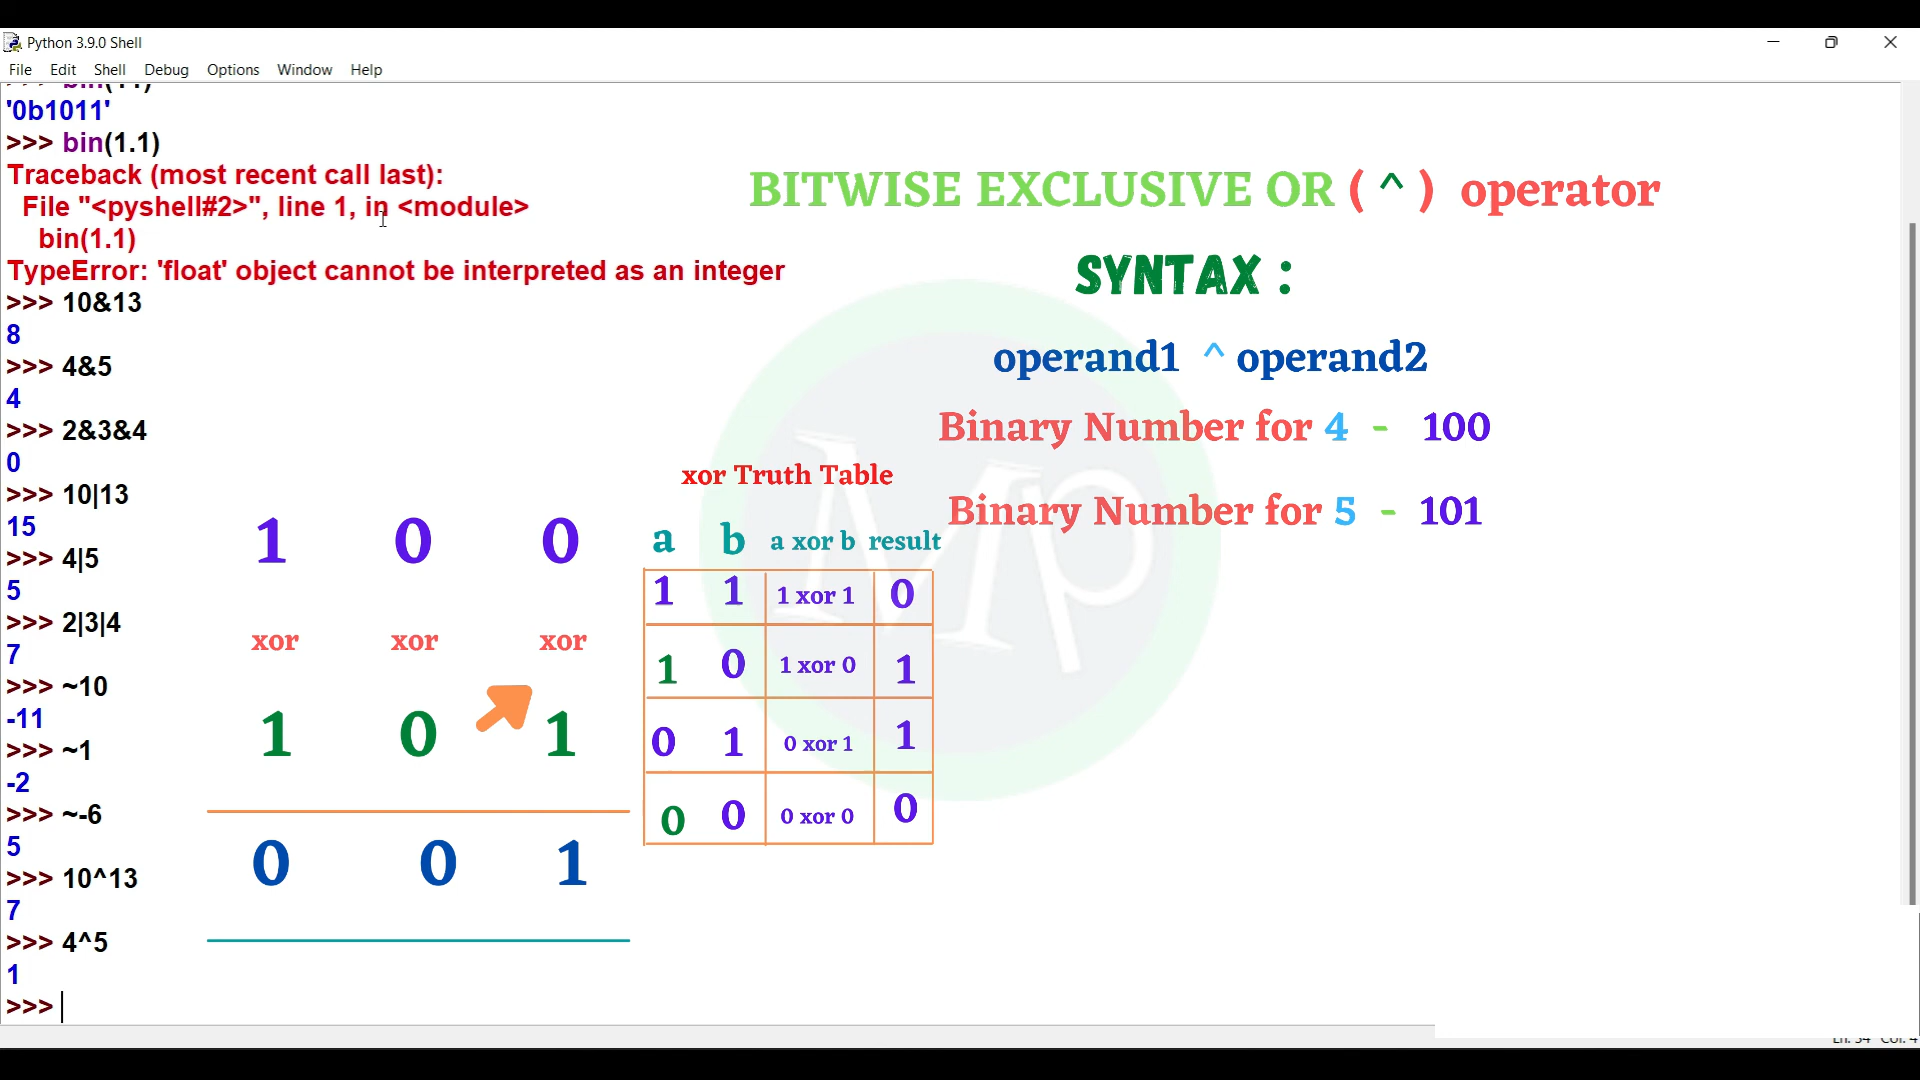 Python 3.9.0 Shell
File Edit Shell Debug Options Window Help
'0b1011'
>>> bin(1.1)
Traceback (most recent call last):
File "<pyshell#2>", line 1, in <module>
bin(1.1)
TypeError: 'float' object cannot be interpreted as an integer
>>> 10&13
8
>>> 4&5
4
>>> 2&3&4
0
>>> 10|13
15
>>> 4|5
5
>>> 2|3|4
7
>>> ~10
-11
>>> ~1
-2
>>> ~-6
5
>>> 10^13
7
>>> 4^5
1
>>>
BITWISE EXCLUSIVE OR ( ^ ) operator
SYNTAX :
operand1 ^ operand2
Binary Number for 4 - 100
Binary Number for 5 - 101
1 0 0
xor xor xor
1 0 1
0 0 1
xor Truth Table
a b a xor b result
1 1 1 xor 1 0
1 0 1 xor 0 1
0 1 0 xor 1 1
0 0 0 xor 0 0
Mp